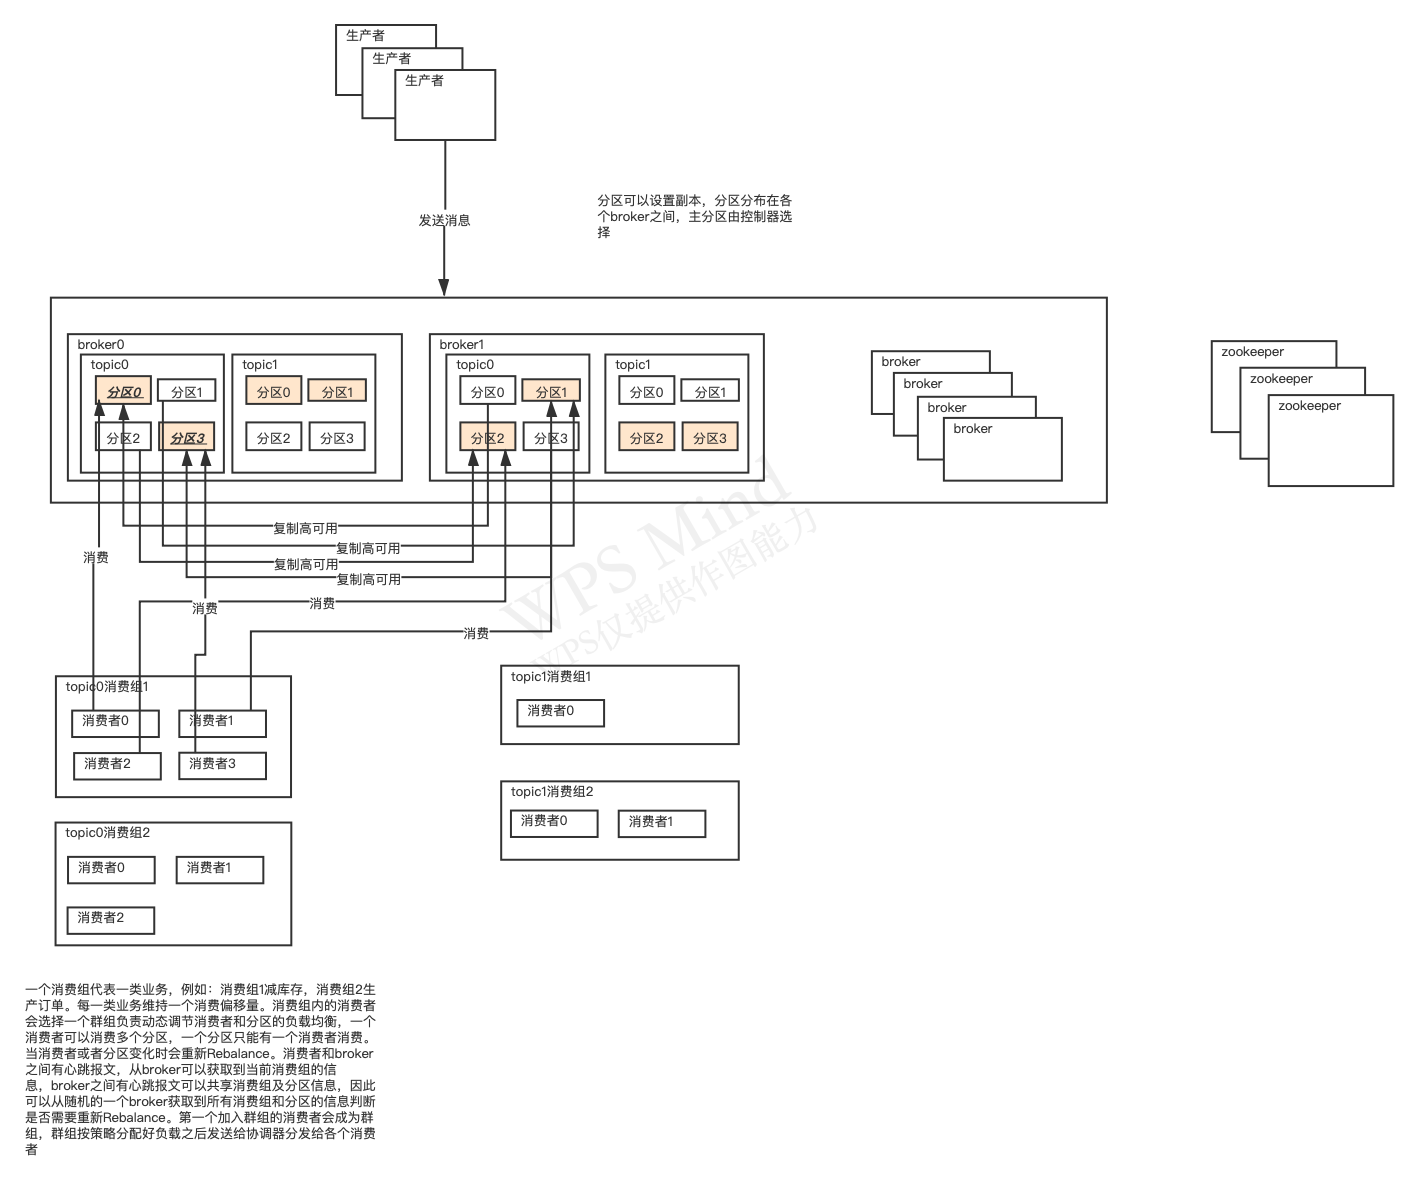 生产者
生产者
生产者
发送消息
分区可以设置副本，分区分布在各
个broker之间，主分区由控制器选
择
broker0
topic0
分区0
分区1
分区2
分区3
topic1
分区0
分区1
分区2
分区3
broker1
topic0
分区0
分区1
分区2
分区3
topic1
分区0
分区1
分区2
分区3
broker
broker
broker
broker
zookeeper
zookeeper
zookeeper
复制高可用
复制高可用
复制高可用
复制高可用
消费
消费
消费
消费
WPS Mind
WPS仅提供作图能力
topic0消费组1
消费者0
消费者1
消费者2
消费者3
topic1消费组1
消费者0
topic1消费组2
消费者0
消费者1
topic0消费组2
消费者0
消费者1
消费者2
一个消费组代表一类业务，例如：消费组1减库存，消费组2生
产订单。每一类业务维持一个消费偏移量。消费组内的消费者
会选择一个群组负责动态调节消费者和分区的负载均衡，一个
消费者可以消费多个分区，一个分区只能有一个消费者消费。
当消费者或者分区变化时会重新Rebalance。消费者和broker
之间有心跳报文，从broker可以获取到当前消费组的信
息，broker之间有心跳报文可以共享消费组及分区信息，因此
可以从随机的一个broker获取到所有消费组和分区的信息判断
是否需要重新Rebalance。第一个加入群组的消费者会成为群
组，群组按策略分配好负载之后发送给协调器分发给各个消费
者